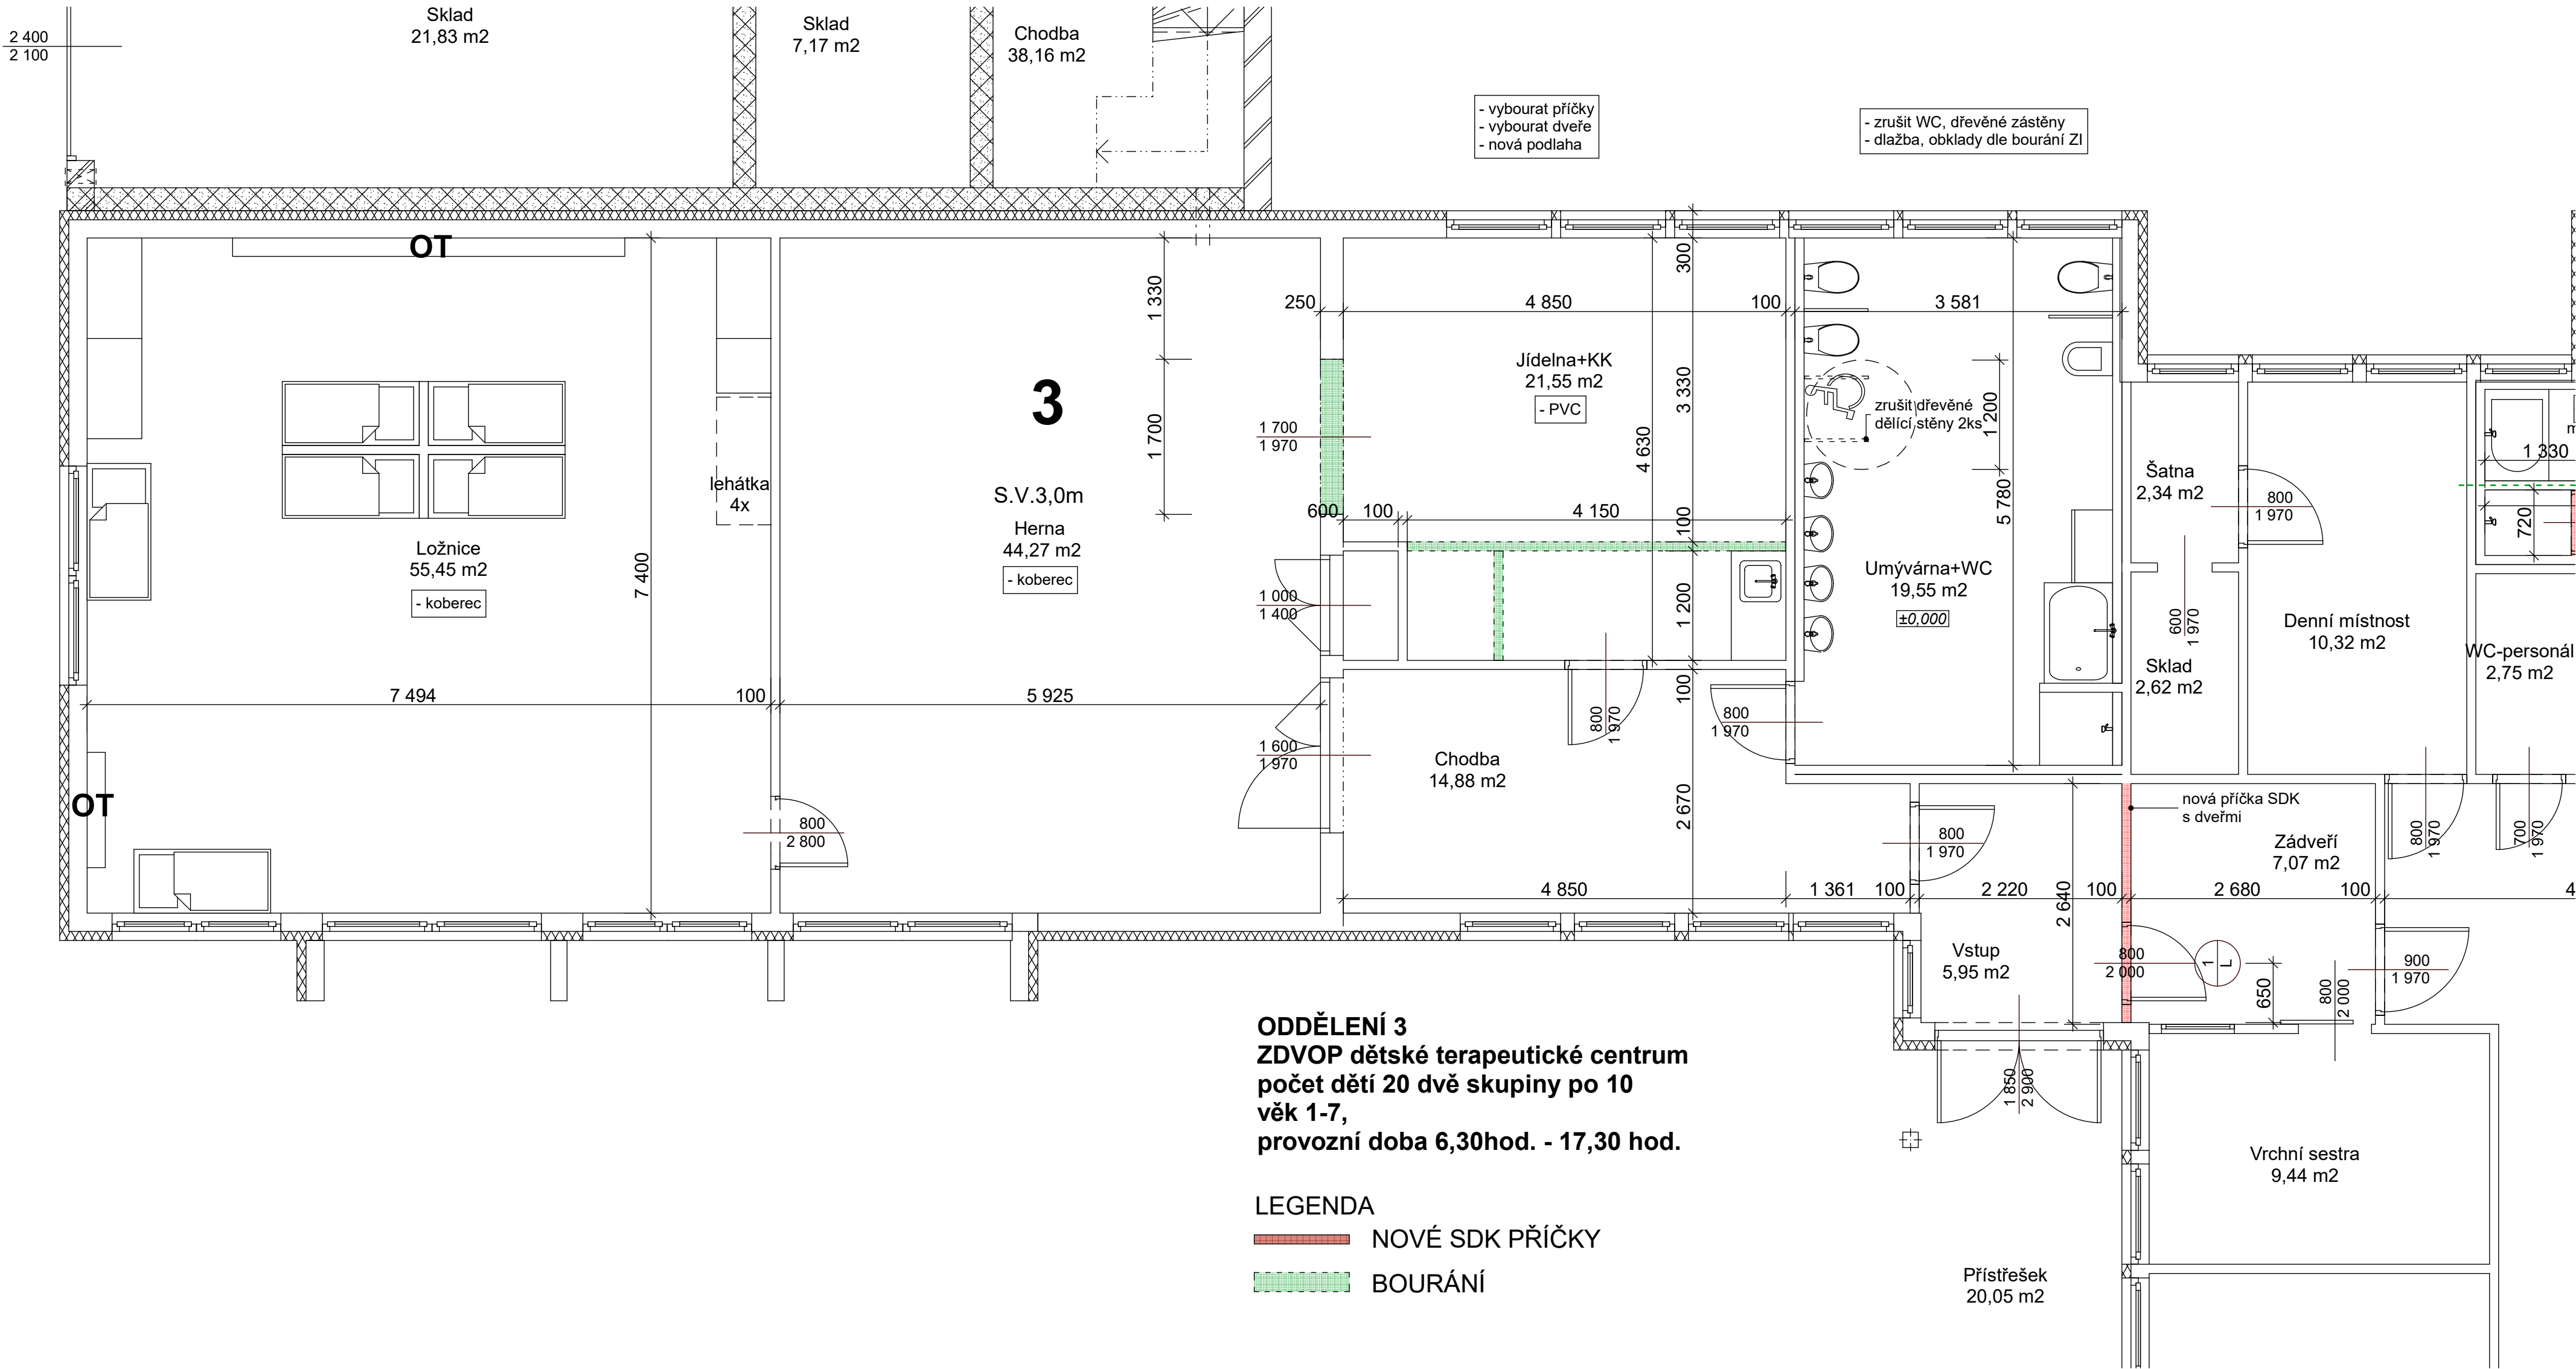 2 400
2 100
Sklad
21,83 m2
Sklad
7,17 m2
Chodba
38,16 m2
- vybourat příčky
- vybourat dveře
- nová podlaha
- zrušit WC, dřevěné zástěny
- dlažba, obklady dle bourání ZI
OT
lehátka
4x
Ložnice
55,45 m2
- koberec
7 400
7 494
100
OT
800
2 800
3
S.V.3,0m
Herna
44,27 m2
- koberec
5 925
1 330
1 700
250
1 700
1 970
1 000
1 400
1 600
1 970
4 850
100
300
3 330
4 630
Jídelna+KK
21,55 m2
- PVC
600
100
4 150
100
1 200
100
800
1 970
Chodba
14,88 m2
2 670
4 850
1 361
100
3 581
zrušit dřevěné
dělící stěny 2ks
1 200
5 780
Umývárna+WC
19,55 m2
±0,000
800
1 970
Šatna
2,34 m2
800
1 970
600
1 970
Sklad
2,62 m2
Denní místnost
10,32 m2
1 330
720
WC-personál
2,75 m2
800
1 970
2 220
100
2 640
nová příčka SDK
s dveřmi
Zádveří
7,07 m2
2 680
100
4
800
1 970
700
1 970
Vstup
5,95 m2
800
2 000
1
L
650
800
2 000
900
1 970
1 850
2 900
Vrchní sestra
9,44 m2
Přístřešek
20,05 m2
ODDĚLENÍ 3
ZDVOP dětské terapeutické centrum
počet dětí 20 dvě skupiny po 10
věk 1-7,
provozní doba 6,30hod. - 17,30 hod.
LEGENDA
NOVÉ SDK PŘÍČKY
BOURÁNÍ